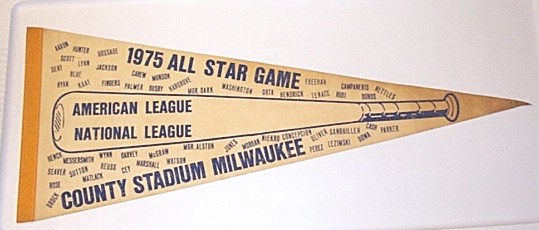 1975 ALL STAR GAME
AARON HUNTER GOSSAGE
SCOTT LYNN JACKSON CAREW MUNSON
DENT BLUE
RYAN KAAT FINGERS PALMER BUSBY HARGROVE
MGR. DARK WASHINGTON ORTA HENDRICK TENACE RUDI BONDS
FREEHAN CAMPANERIS NETTLES
AMERICAN LEAGUE
NATIONAL LEAGUE
BENCH MESSERSMITH WYNN GARVEY McGRAW MGR. ALSTON JONES MORGAN NIEKRO CONCEPCION OLIVER SANGUILLEN CASH PARKER
SEAVER SUTTON REUSS CEY MARSHALL WATSON PEREZ LEZINSKI DOWA
ROSE MATLACK
BROCK
COUNTY STADIUM MILWAUKEE